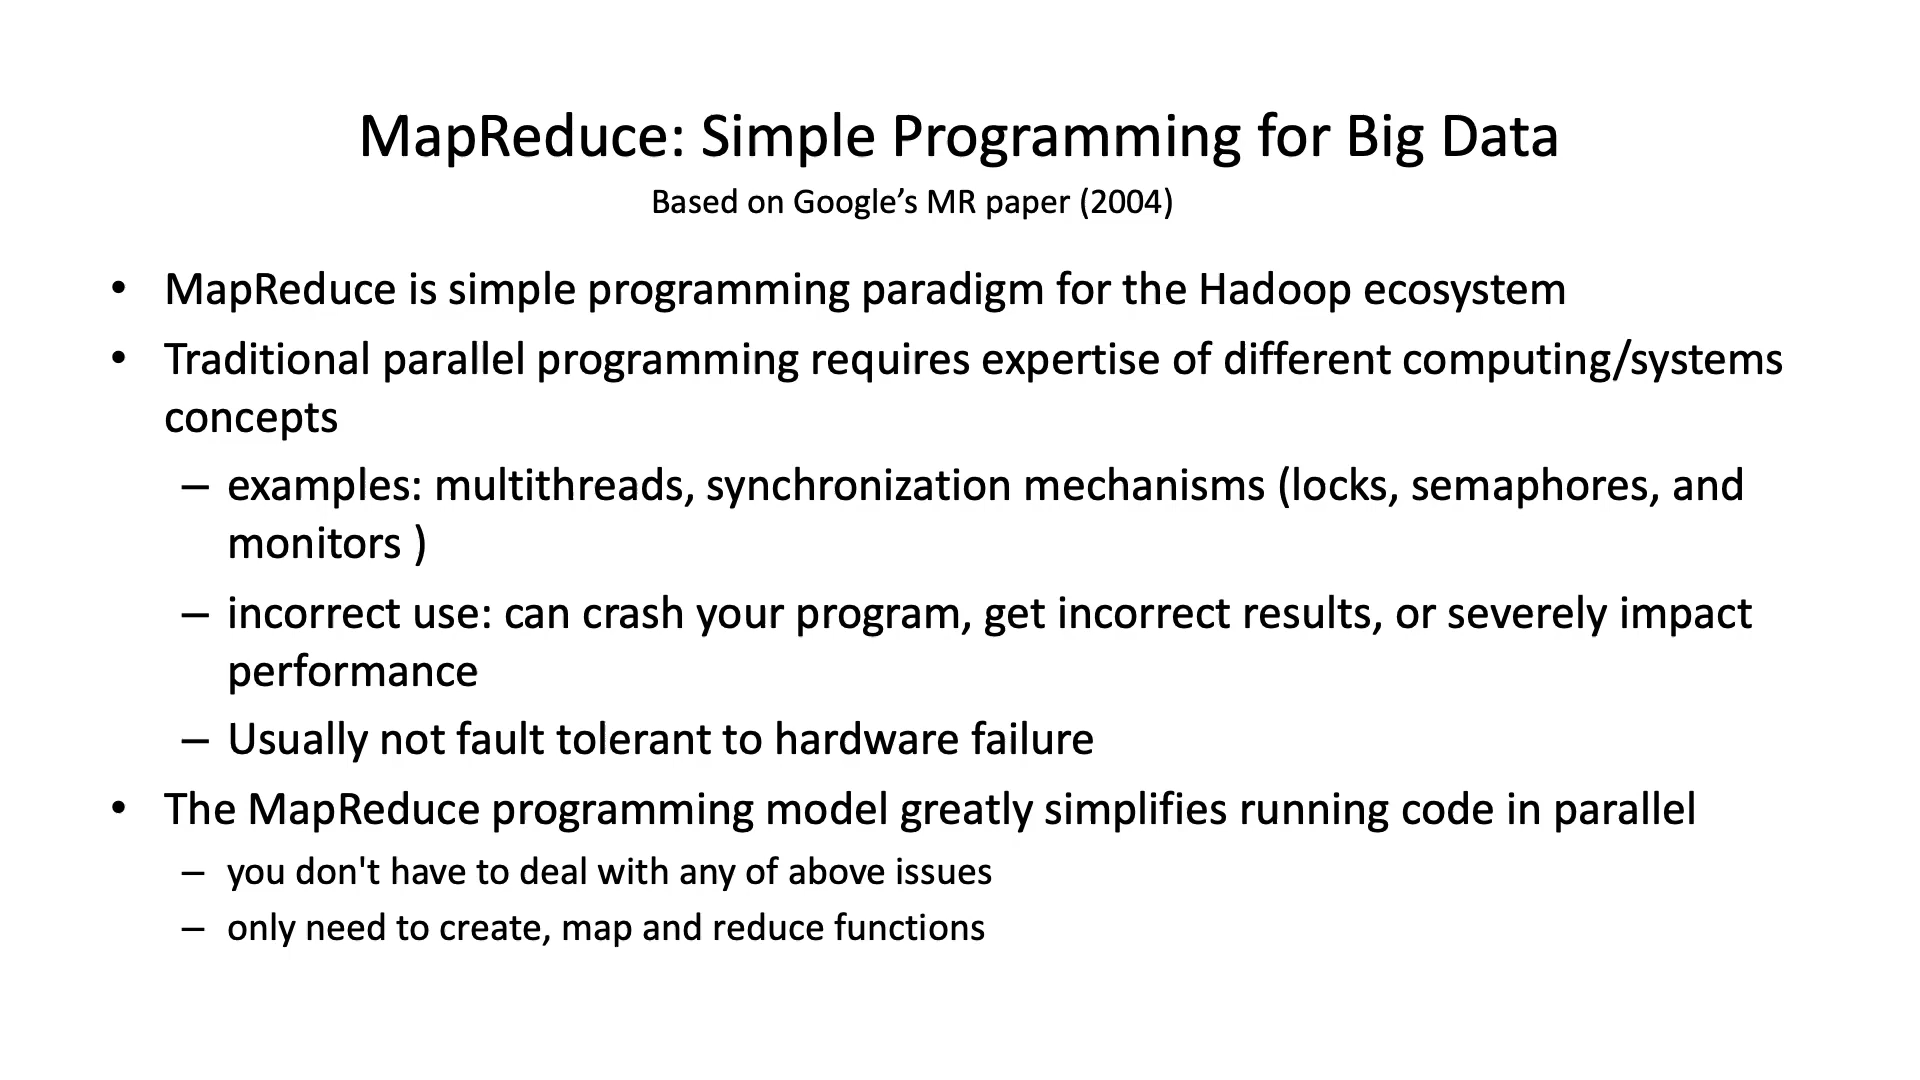 MapReduce: Simple Programming for Big Data
Based on Google’s MR paper (2004)
• MapReduce is simple programming paradigm for the Hadoop ecosystem
• Traditional parallel programming requires expertise of different computing/systems
concepts
– examples: multithreads, synchronization mechanisms (locks, semaphores, and
monitors )
– incorrect use: can crash your program, get incorrect results, or severely impact
performance
– Usually not fault tolerant to hardware failure
• The MapReduce programming model greatly simplifies running code in parallel
– you don't have to deal with any of above issues
– only need to create, map and reduce functions